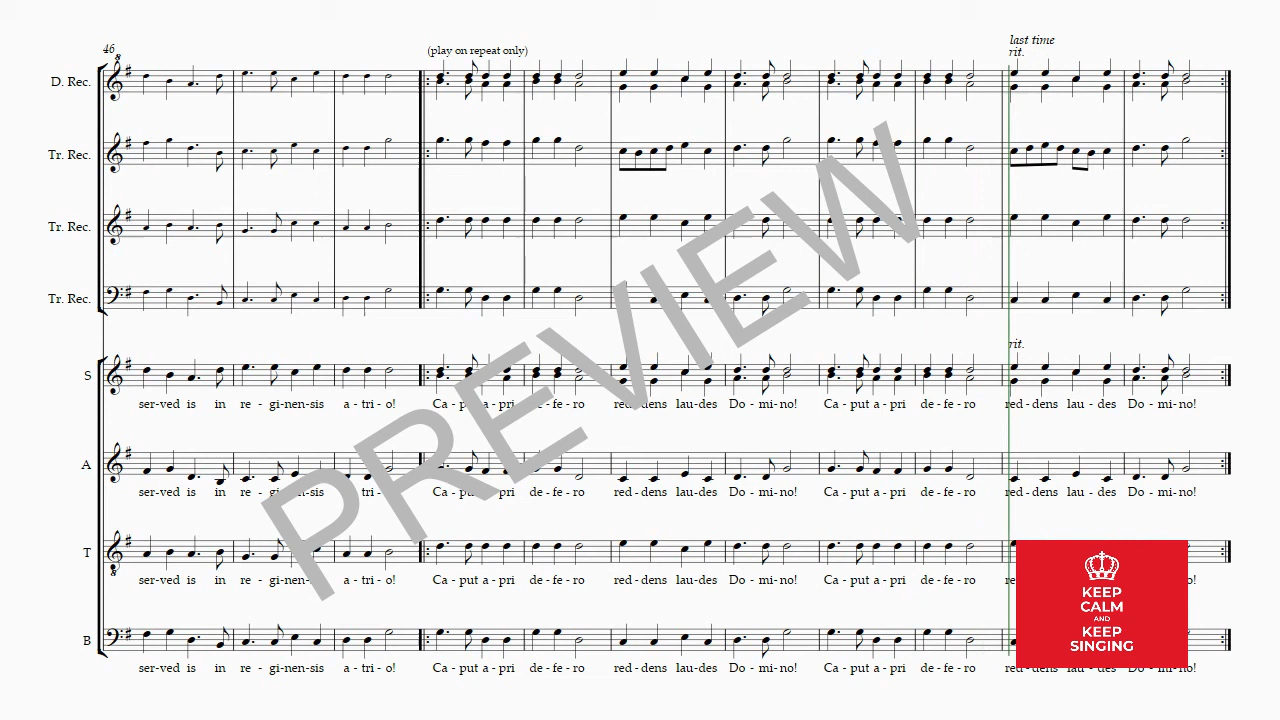 46
(play on repeat only)
last time
rit.
D. Rec.
Tr. Rec.
Tr. Rec.
Tr. Rec.
rit.
S
ser-ved is in re - gi-nen-sis a - tri - o! Ca - put a - pri de - fe - ro red - dens lau-des Do - mi-no! Ca - put a - pri de - fe - ro red - dens lau - des Do - mi - no!
A
ser-ved is in re - gi-nen-sis a - tri - o! Ca - put a - pri de - fe - ro red - dens lau-des Do - mi-no! Ca - put a - pri de - fe - ro red - dens lau - des Do - mi - no!
T
ser-ved is in re - gi-nen-sis a - tri - o! Ca - put a - pri de - fe - ro red - dens lau-des Do - mi-no! Ca - put a - pri de - fe - ro
B
ser-ved is in re - gi-nen-sis a - tri - o! Ca - put a - pri de - fe - ro red - dens lau-des Do - mi-no! Ca - put a - pri de - fe - ro red - dens lau - des Do - mi - no!
PREVIEW
KEEP
CALM
AND
KEEP
SINGING